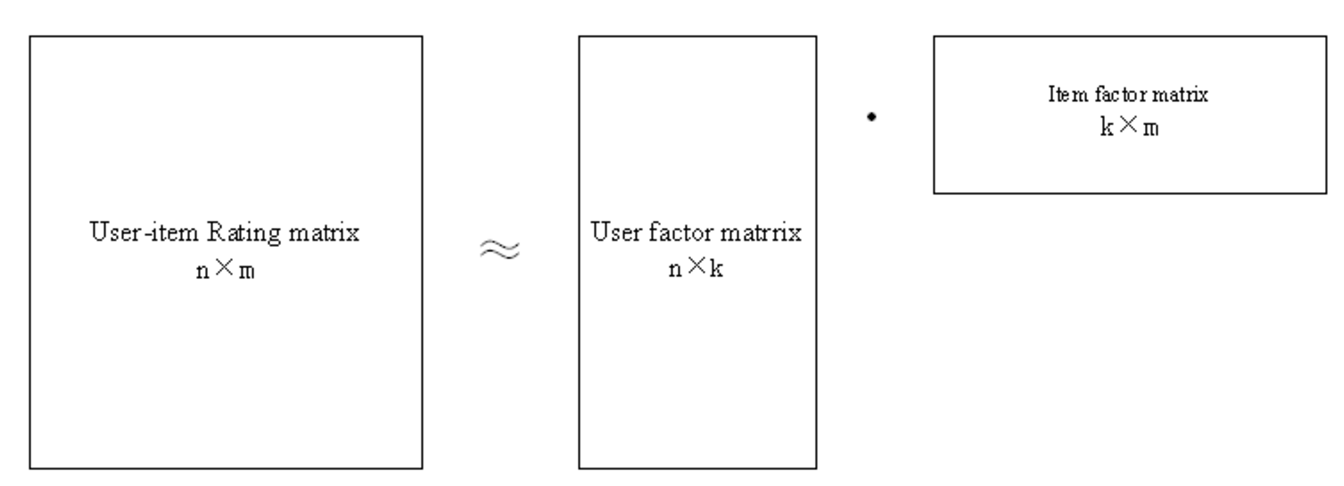 User-item Rating matrix
n×m
≈
User factor matrrix
n×k
•
Item factor matrix
k×m